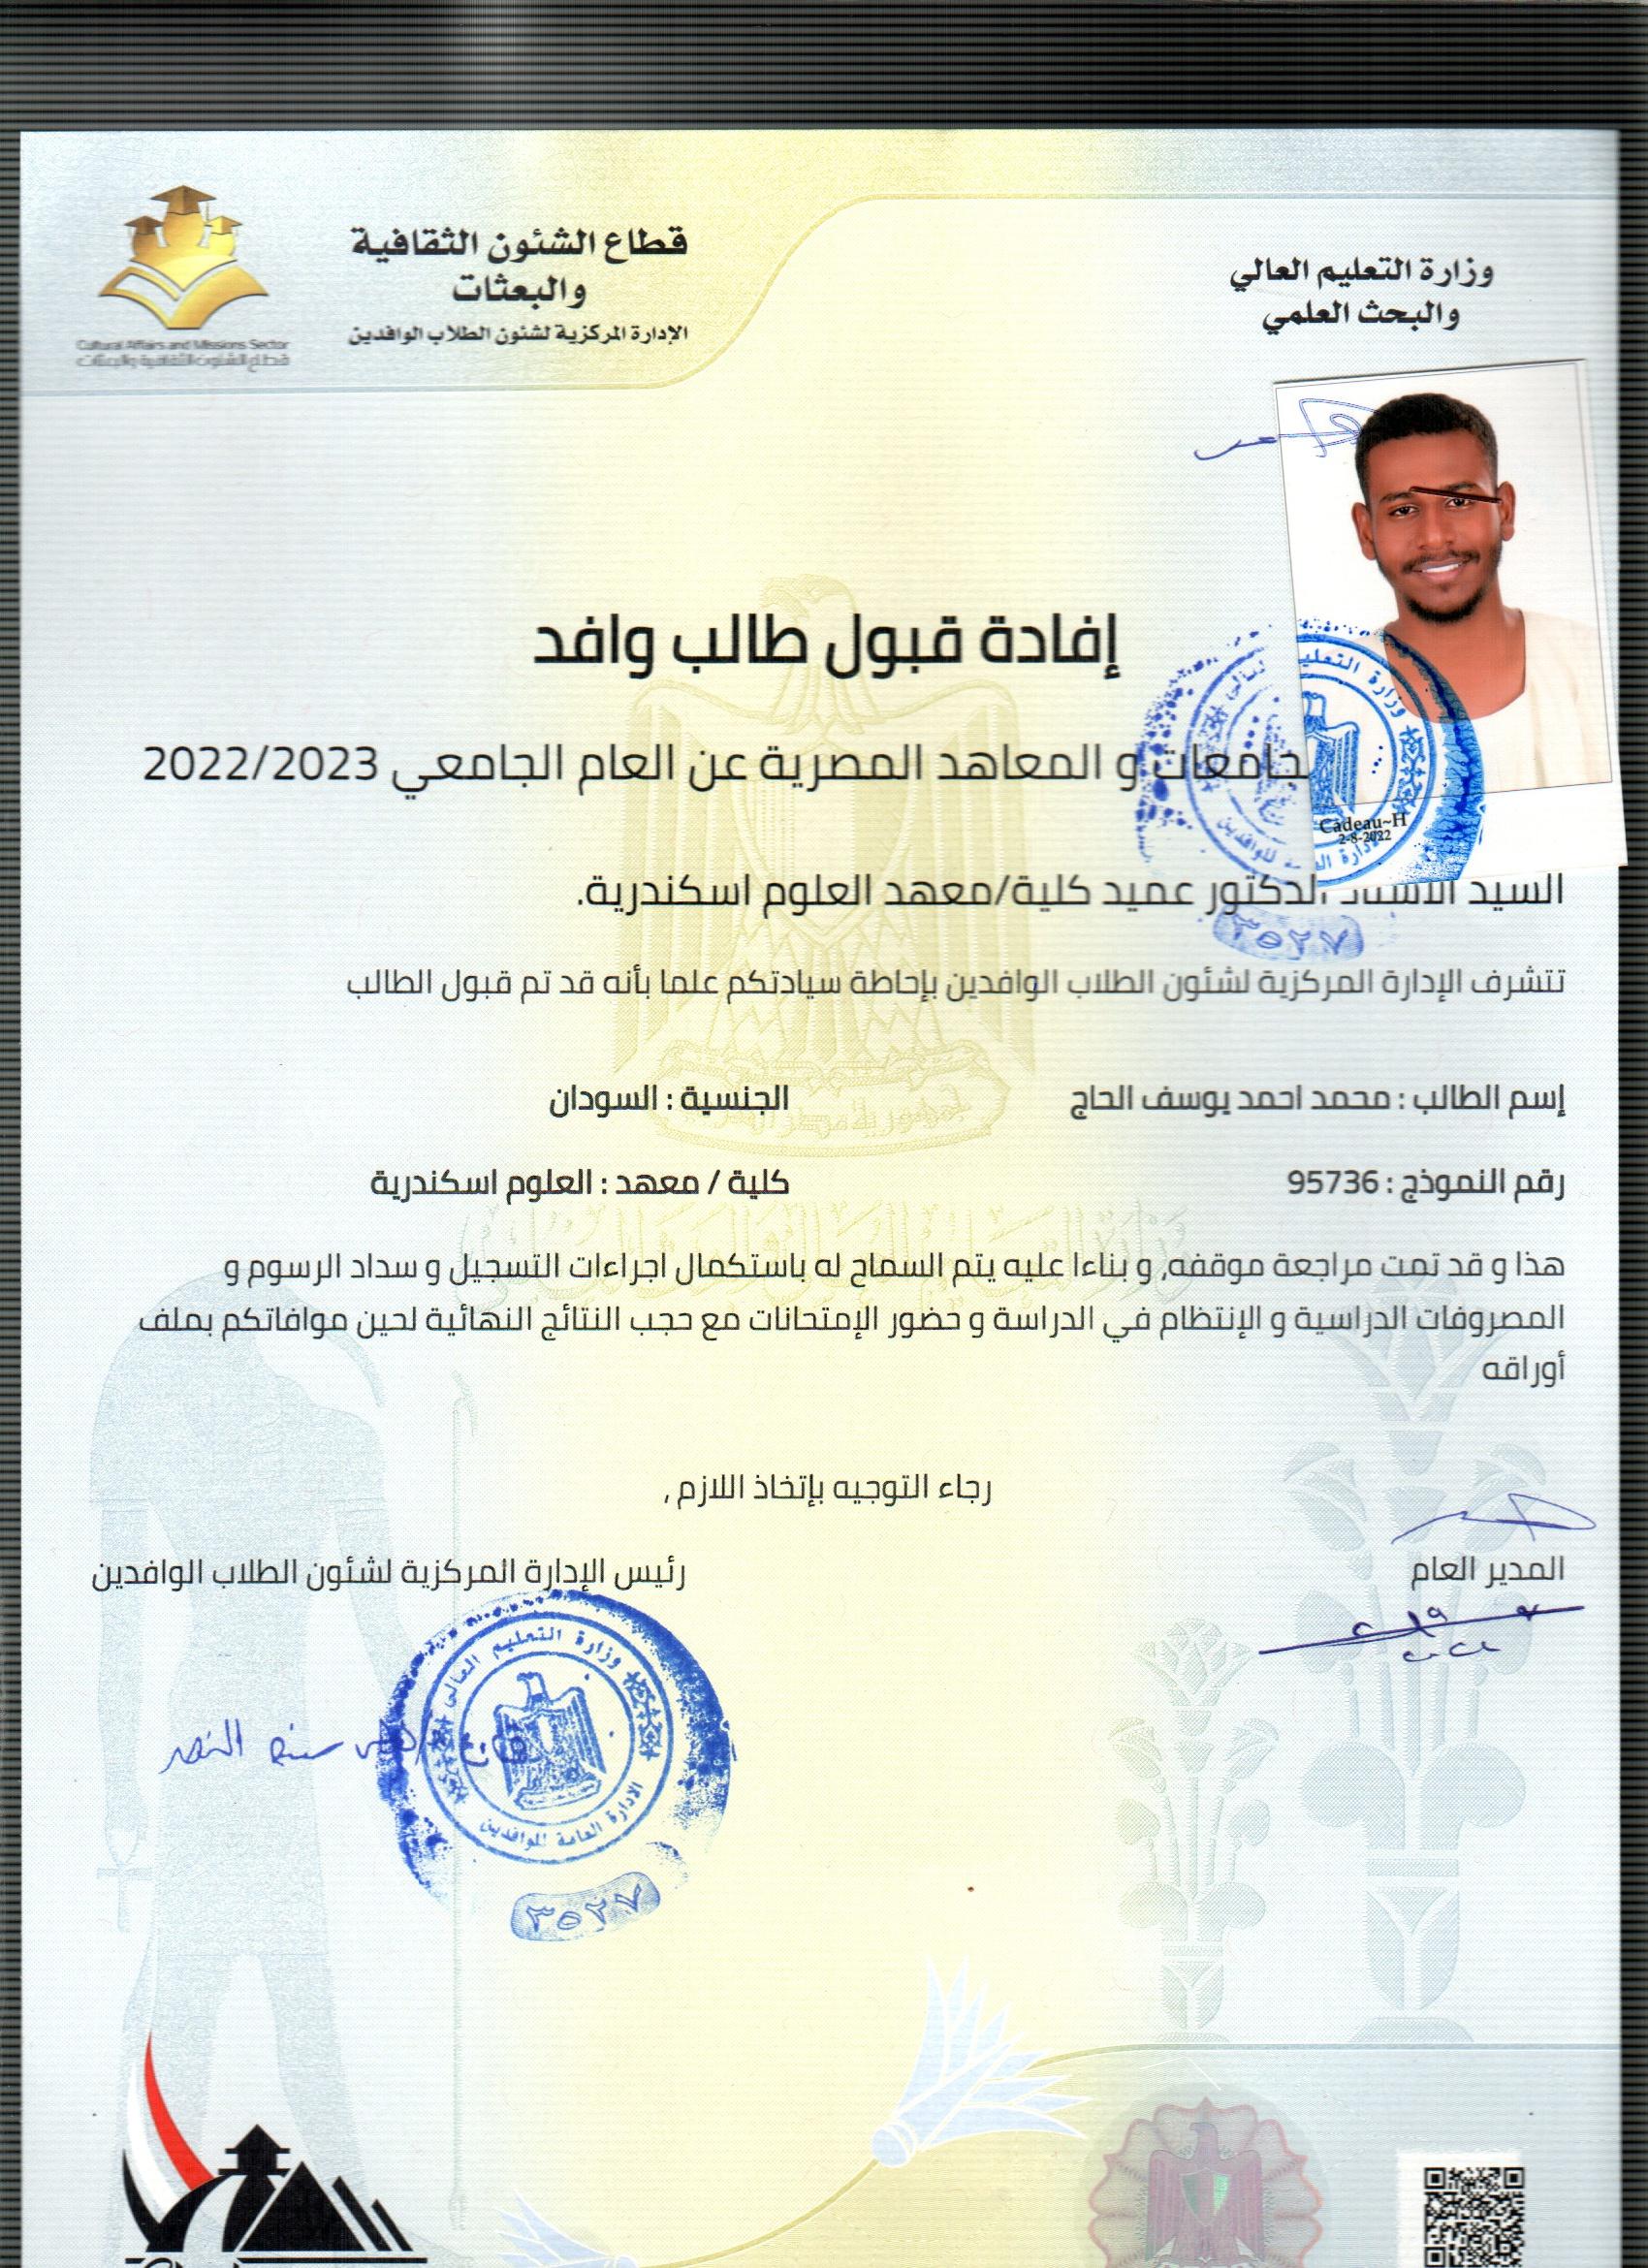 وزارة التعليم العالي
والبحث العلمي
قطاع الشئون الثقافية
والبعثات
الإدارة المركزية لشئون الطلاب الوافدين
Cultural Affairs and Missions Sector
قطاع الشئون الثقافية والبعثات
إفادة قبول طالب وافد
جامعات و المعاهد المصرية عن العام الجامعي 2022/2023
وزارة التعليم العالي
Cadeau~H
2-8-2022
السيد الاستاذ الدكتور عميد كلية/معهد العلوم اسكندرية.
٣٥٢٧
تتشرف الإدارة المركزية لشئون الطلاب الوافدين بإحاطة سيادتكم علما بأنه قد تم قبول الطالب
إسم الطالب : محمد احمد يوسف الحاج
الجنسية : السودان
رقم النموذج : 95736
كلية / معهد : العلوم اسكندرية
هذا و قد تمت مراجعة موقفه, و بناءا عليه يتم السماح له باستكمال اجراءات التسجيل و سداد الرسوم و
المصروفات الدراسية و الإنتظام في الدراسة و حضور الإمتحانات مع حجب النتائج النهائية لحين موافاتكم بملف
أوراقه
رجاء التوجيه بإتخاذ اللازم ,
المدير العام
رئيس الإدارة المركزية لشئون الطلاب الوافدين
وزارة التعليم العالى
الادارة العامة للوافدين
٣٥٢٧